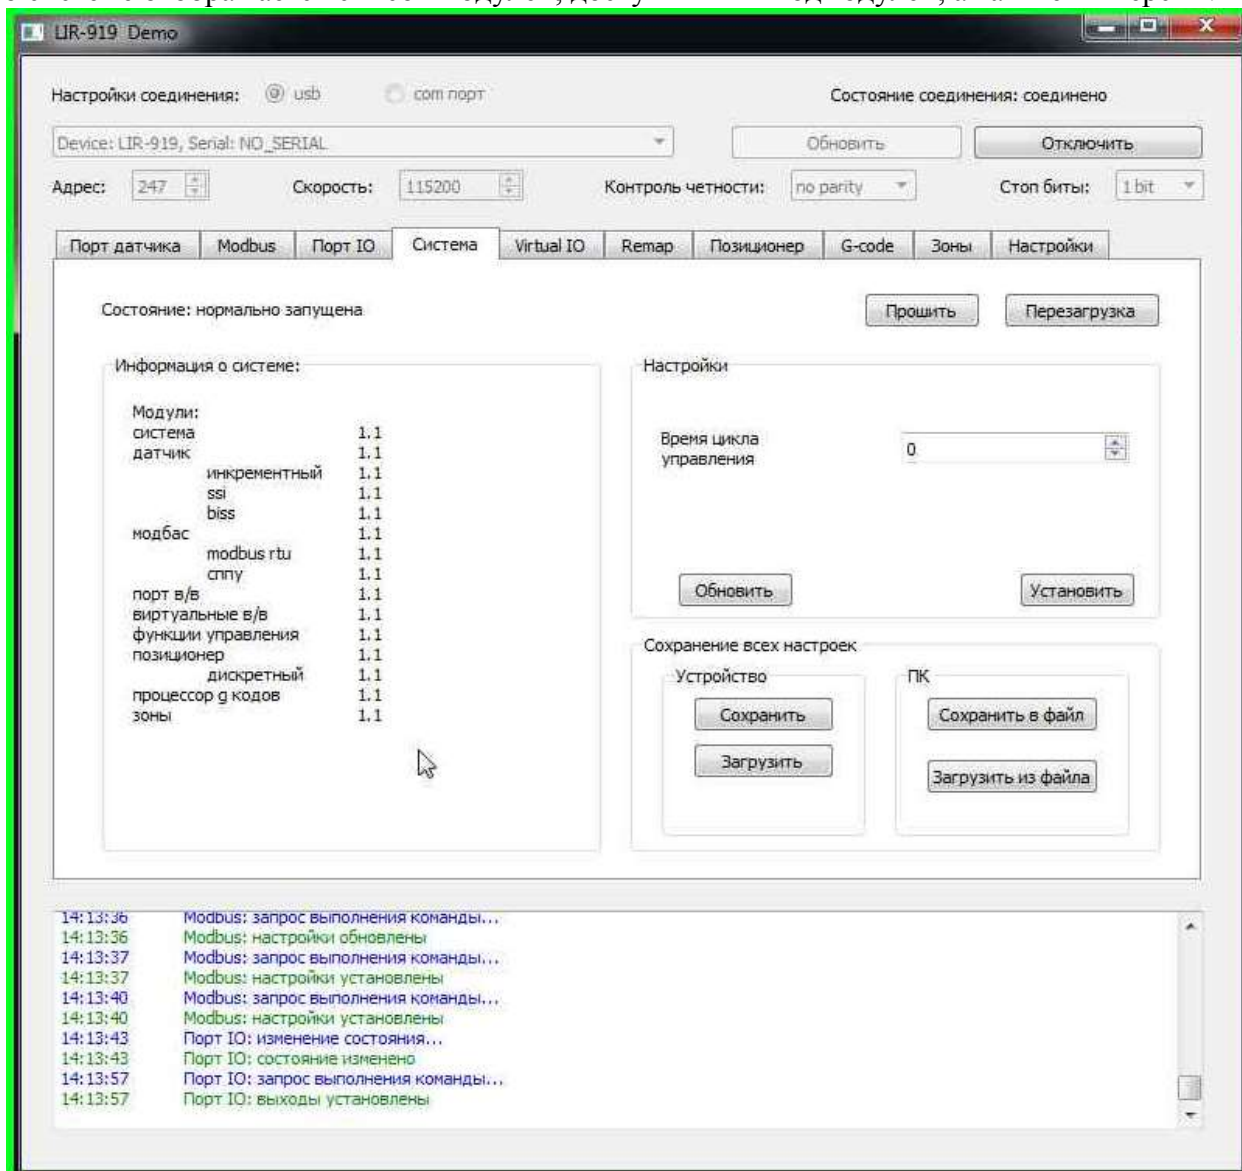 LIR-919 Demo
Настройки соединения: usb com порт Состояние соединения: соединено
Device: LIR-919, Serial: NO_SERIAL Обновить Отключить
Адрес: 247 Скорость: 115200 Контроль четности: no parity Стоп биты: 1 bit
Порт датчика Modbus Порт IO Система Virtual IO Remap Позиционер G-code Зоны Настройки
Состояние: нормально запущена Прошить Перезагрузка
Информация о системе:
Модули:
система 1.1
датчик 1.1
инкрементный 1.1
ssi 1.1
biss 1.1
модбас 1.1
modbus rtu 1.1
сппу 1.1
порт в/в 1.1
виртуальные в/в 1.1
функции управления 1.1
позиционер 1.1
дискретный 1.1
процессор g кодов 1.1
зоны 1.1
Настройки
Время цикла
управления
0
Обновить Установить
Сохранение всех настроек
Устройство
Сохранить
Загрузить
ПК
Сохранить в файл
Загрузить из файла
14:13:36 Modbus: запрос выполнения команды...
14:13:36 Modbus: настройки обновлены
14:13:37 Modbus: запрос выполнения команды...
14:13:37 Modbus: настройки установлены
14:13:40 Modbus: запрос выполнения команды...
14:13:40 Modbus: настройки установлены
14:13:43 Порт IO: изменение состояния...
14:13:43 Порт IO: состояние изменено
14:13:57 Порт IO: запрос выполнения команды...
14:13:57 Порт IO: выходы установлены